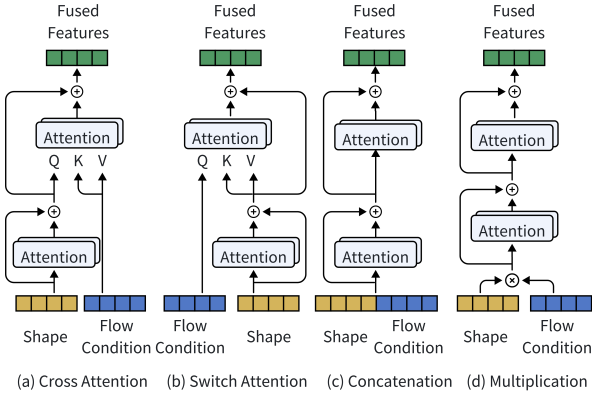 Fused
Features
Fused
Features
Fused
Features
Fused
Features
Attention
Q K V
Attention
Shape
Flow
Condition
(a) Cross Attention
Attention
Q K V
Attention
Flow
Condition
Shape
(b) Switch Attention
Attention
Attention
Shape
Flow
Condition
(c) Concatenation
Attention
Attention
Shape
Flow
Condition
(d) Multiplication